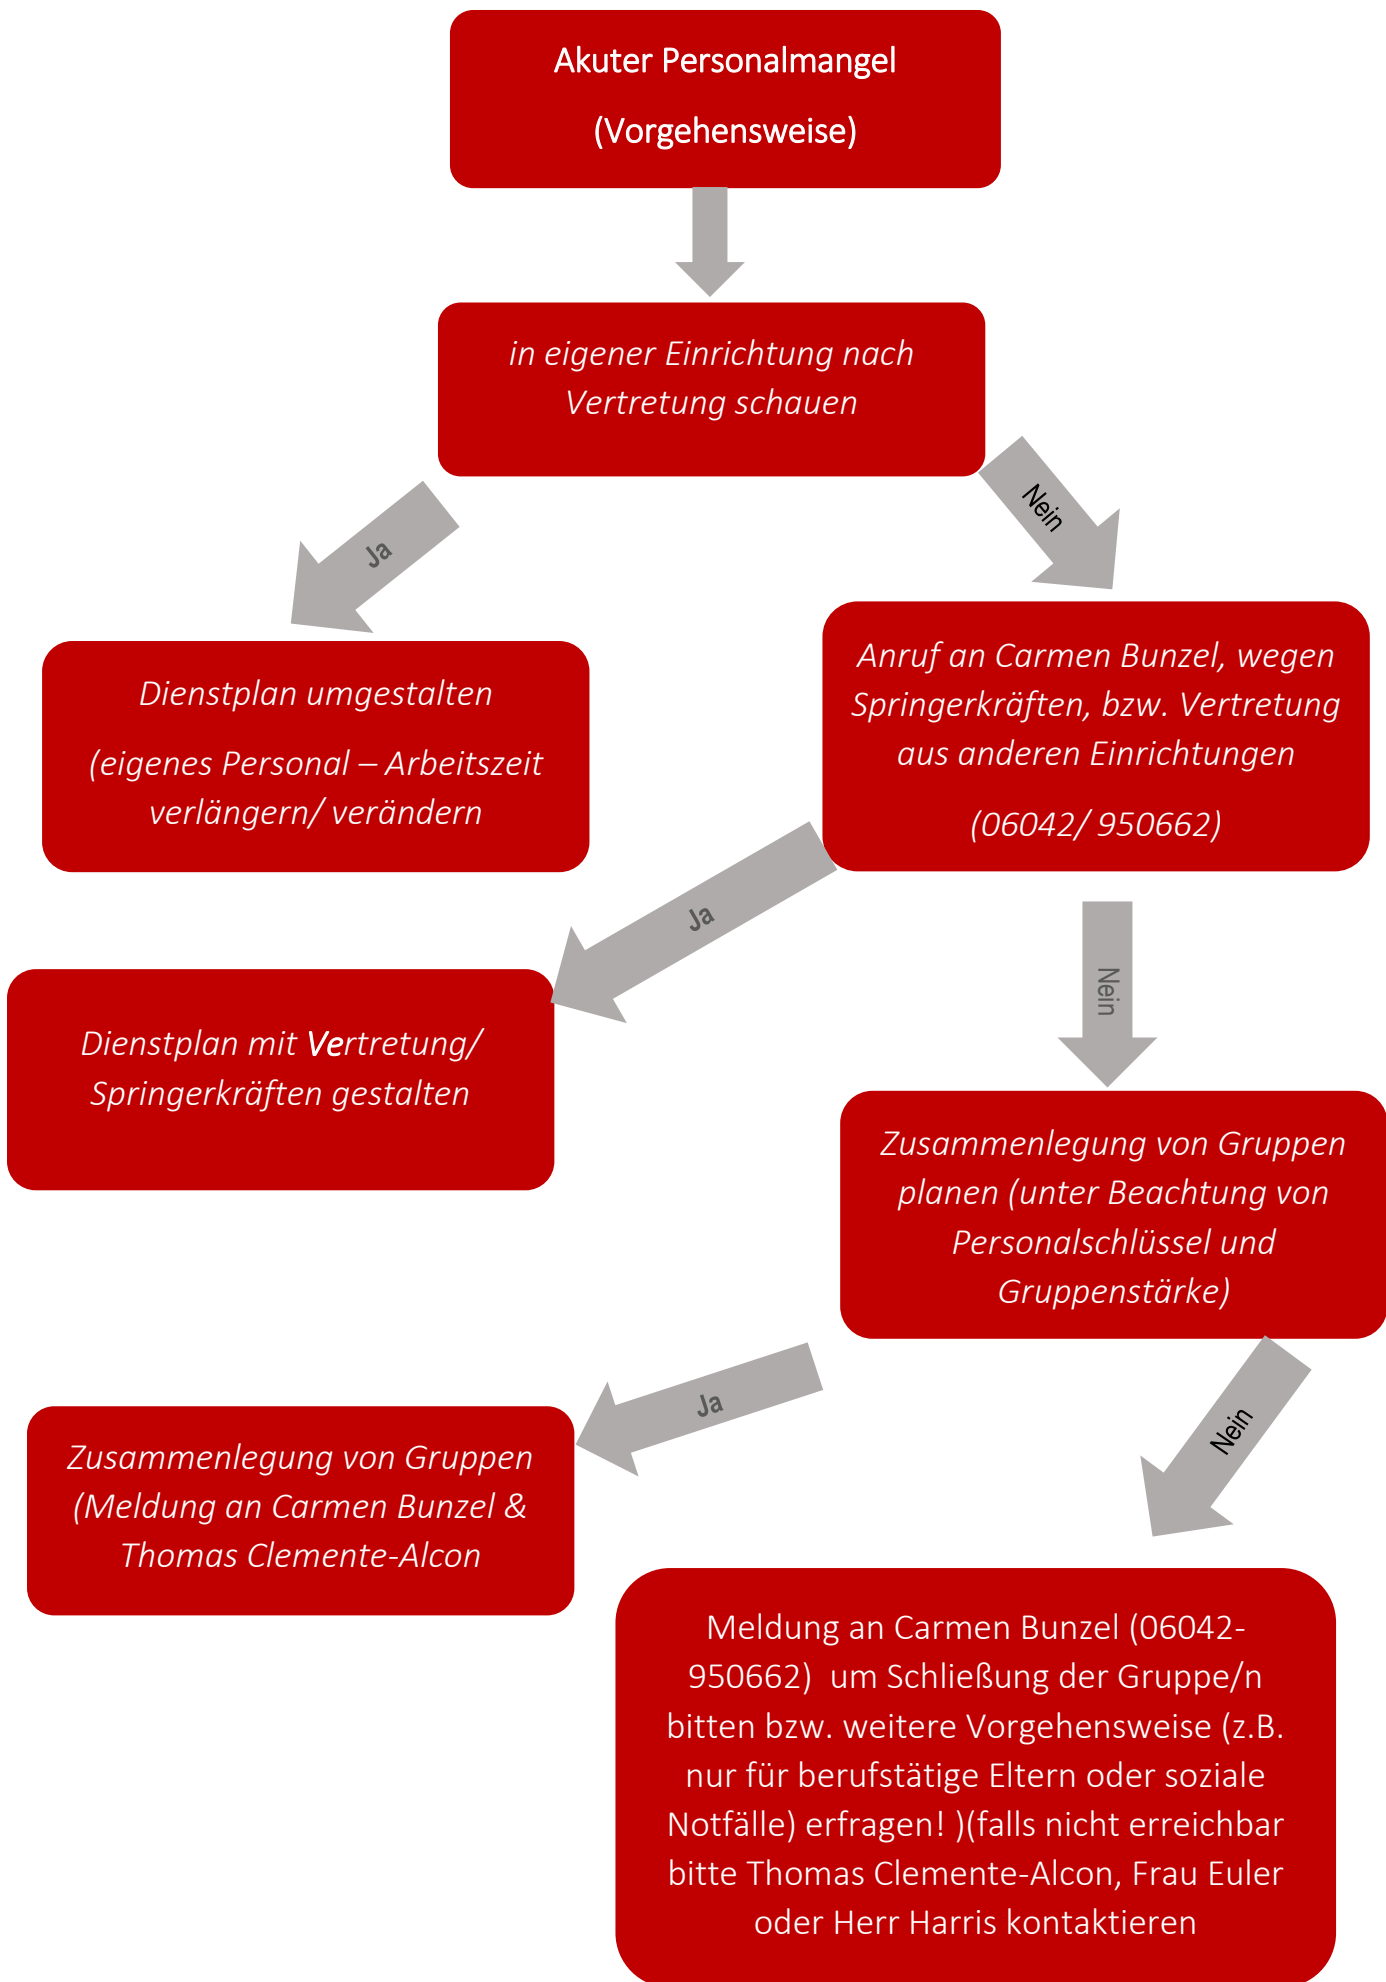 Akuter Personalmangel
(Vorgehensweise)
in eigener Einrichtung nach
Vertretung schauen
Ja
Nein
Dienstplan umgestalten
(eigenes Personal – Arbeitszeit
verlängern/ verändern
Anruf an Carmen Bunzel, wegen
Springerkräften, bzw. Vertretung
aus anderen Einrichtungen
(06042/ 950662)
Ja
Nein
Dienstplan mit Vertretung/
Springerkräften gestalten
Zusammenlegung von Gruppen
planen (unter Beachtung von
Personalschlüssel und
Gruppenstärke)
Ja
Nein
Zusammenlegung von Gruppen
(Meldung an Carmen Bunzel &
Thomas Clemente-Alcon
Meldung an Carmen Bunzel (06042-
950662)  um Schließung der Gruppe/n
bitten bzw. weitere Vorgehensweise (z.B.
nur für berufstätige Eltern oder soziale
Notfälle) erfragen! )(falls nicht erreichbar
bitte Thomas Clemente-Alcon, Frau Euler
oder Herr Harris kontaktieren